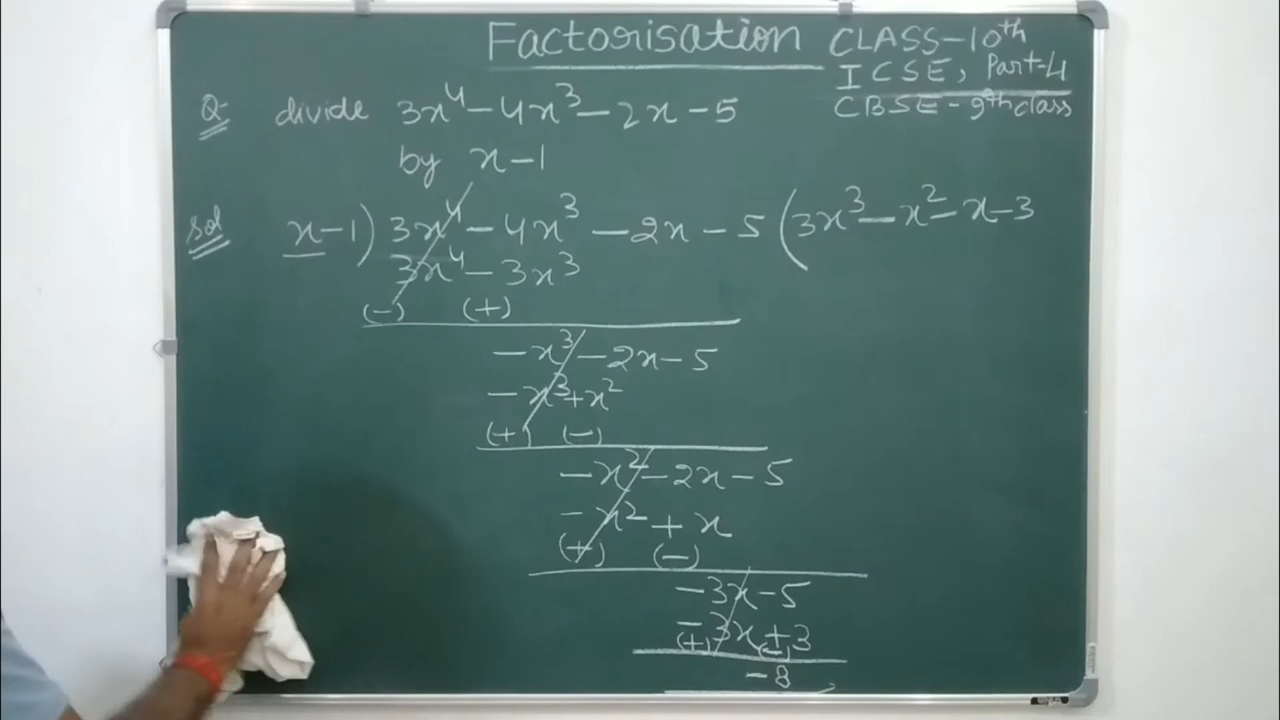 Factorisation CLASS-10th
ICSE, Part-4
CBSE-9th class
Q- divide 3x⁴-4x³-2x-5
by x-1
Sol x-1) 3x⁴-4x³-2x-5 (3x³-x²-x-3
3x⁴-3x³
(-) (+)
-x³-2x-5
-x³+x²
(+) (-)
-x²-2x-5
-x²+x
(+) (-)
-3x-5
-3x+3
(+) (-)
-8